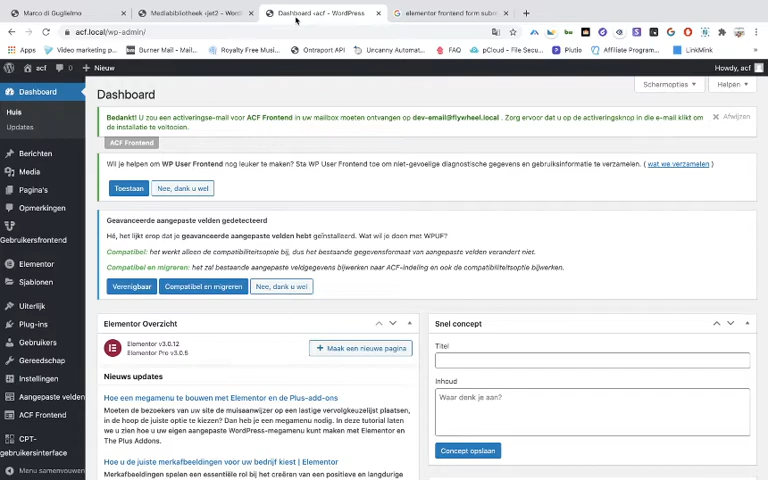 Marco di Guglielmo
Mediabibliotheek ‹jet2 — Word
Dashboard ‹acf — WordPress
elementor frontend form subm
acf.local/wp-admin/
Apps
Video marketing p...
Burner Mail - Mail...
Royalty Free Musi...
Ontraport API
Uncanny Automat...
FAQ
pCloud - File Secu...
Plutio
Affiliate Program...
LinkMink
acf
0
Nieuw
Howdy, acf
Dashboard
Huis
Updates
Berichten
Media
Pagina's
Opmerkingen
Gebruikersfrontend
Elementor
Sjablonen
Uiterlijk
Plug-ins
Gebruikers
Gereedschap
Instellingen
Aangepaste velden
ACF Frontend
CPT-
gebruikersinterface
Menu samenvouwen
Schermopties
Helpen
Dashboard
Bedankt! U zou een activeringse-mail voor ACF Frontend in uw mailbox moeten ontvangen op dev-email@flywheel.local . Zorg ervoor dat u op de activeringsknop in die e-mail klikt om
de installatie te voltooien.
Afwijzen
ACF Frontend
Wil je helpen om WP User Frontend nog leuker te maken? Sta WP User Frontend toe om niet-gevoelige diagnostische gegevens en gebruiksinformatie te verzamelen. ( wat we verzamelen )
Toestaan
Nee, dank u wel
Geavanceerde aangepaste velden gedetecteerd
Hé, het lijkt erop dat je geavanceerde aangepaste velden hebt geïnstalleerd. Wat wil je doen met WPUF?
Compatibel: het werkt alleen de compatibiliteitsoptie bij, dus het bestaande gegevensformaat van aangepaste velden verandert niet.
Compatibel en migreren: het zal bestaande aangepaste veldgegevens bijwerken naar ACF-indeling en ook de compatibiliteitsoptie bijwerken.
Verenigbaar
Compatibel en migreren
Nee, dank u wel
Elementor Overzicht
Elementor v3.0.12
Elementor Pro v3.0.5
Maak een nieuwe pagina
Nieuws updates
Hoe een megamenu te bouwen met Elementor en de Plus-add-ons
Moeten de bezoekers van uw site de muisaanwijzer op een lastige vervolgkeuzelijst plaatsen,
in de hoop de juiste optie te kiezen? Dan heb je een megamenu nodig. In deze tutorial laten
we u zien hoe u uw eigen aangepaste WordPress-megamenu kunt maken met Elementor en
The Plus Addons.
Hoe u de juiste merkafbeeldingen voor uw bedrijf kiest | Elementor
Merkafbeeldingen spelen een essentiële rol bij het creëren van een positieve en langdurige
Snel concept
Titel
Inhoud
Waar denk je aan?
Concept opslaan